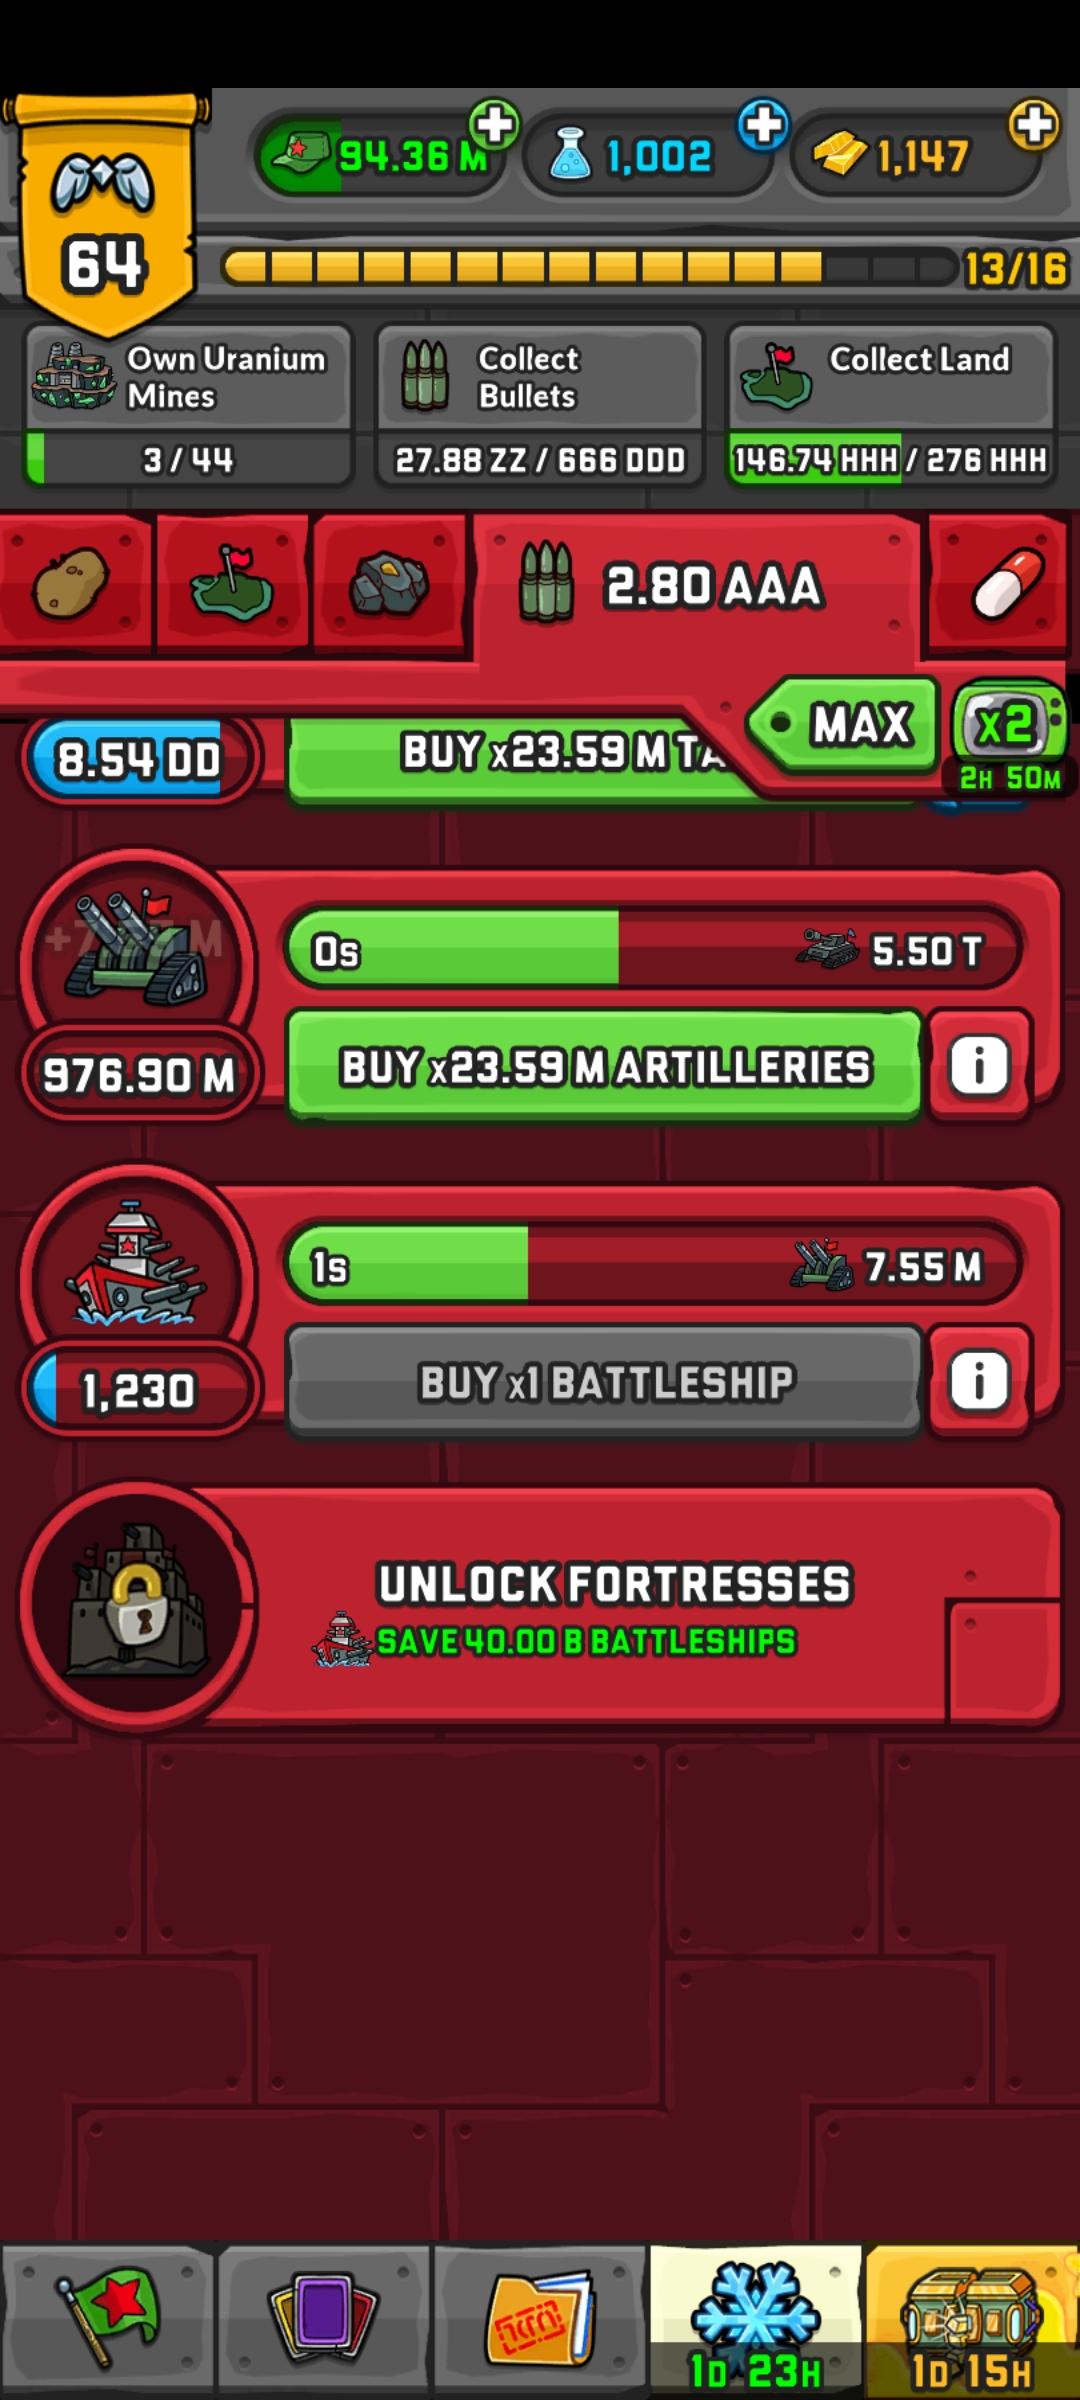 94.36 M
1,002
1,147
64
13/16
Own Uranium
Mines
3 / 44
Collect
Bullets
27.88 ZZ / 666 DDD
Collect Land
146.74 HHH / 276 HHH
2.80 AAA
MAX
x2
2H 50M
8.54 DD
BUY x23.59 M TA
0s
5.50 T
976.90 M
BUY x23.59 M ARTILLERIES
i
1s
7.55 M
1,230
BUY x1 BATTLESHIP
i
UNLOCK FORTRESSES
SAVE 40.00 B BATTLESHIPS
1D 23H
1D 15H